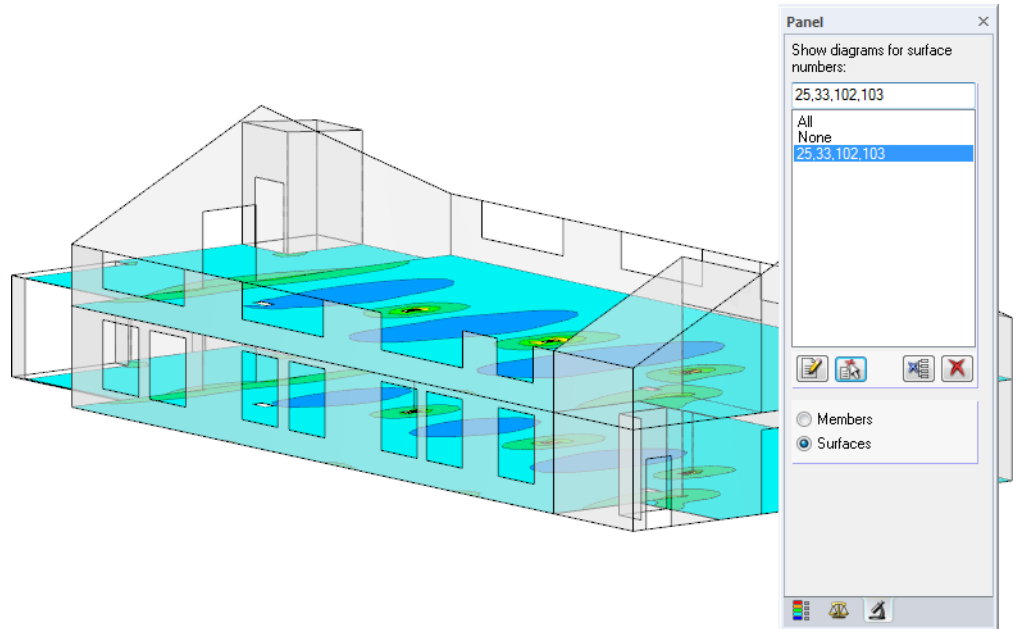 Panel
Show diagrams for surface
numbers:
25,33,102,103
All
None
25,33,102,103
Members
Surfaces